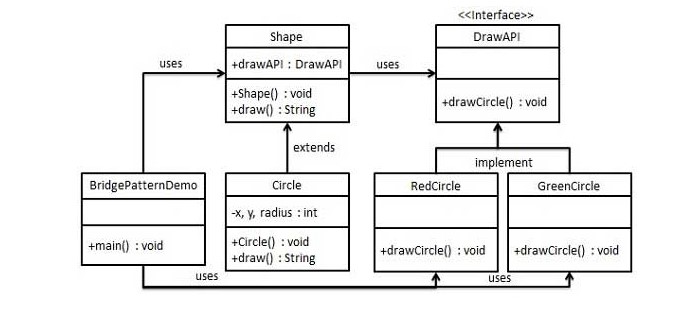 <<Interface>>
Shape
DrawAPI
+drawAPI : DrawAPI
uses
uses
+Shape() : void
+draw() : String
+drawCircle() : void
extends
implement
BridgePatternDemo
Circle
RedCircle
GreenCircle
-x, y, radius : int
+main() : void
+Circle() : void
+draw() : String
+drawCircle() : void
+drawCircle() : void
uses
uses